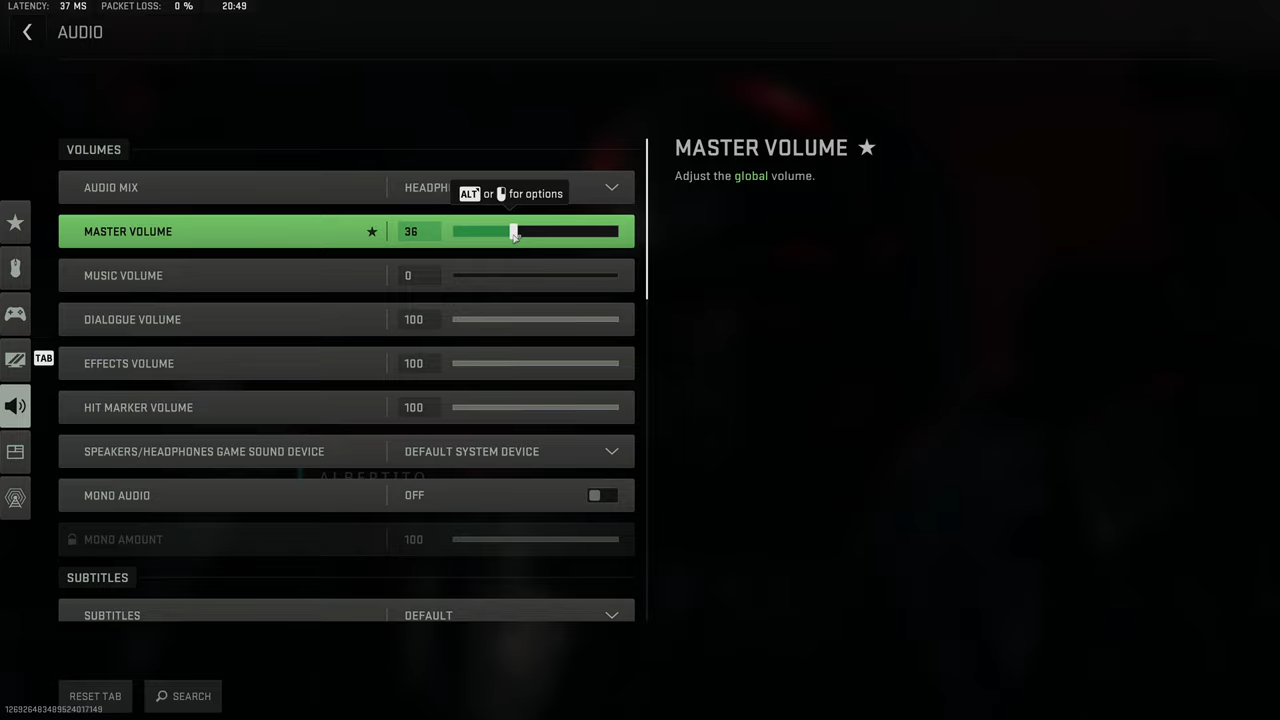 LATENCY: 37 MS PACKET LOSS: 0 % 20:49
AUDIO
VOLUMES
AUDIO MIX HEADPH
ALT or for options
MASTER VOLUME 36
MUSIC VOLUME 0
DIALOGUE VOLUME 100
EFFECTS VOLUME 100
HIT MARKER VOLUME 100
SPEAKERS/HEADPHONES GAME SOUND DEVICE DEFAULT SYSTEM DEVICE
ALBERTITO
MONO AUDIO OFF
MONO AMOUNT 100
SUBTITLES
SUBTITLES DEFAULT
TAB
MASTER VOLUME
Adjust the global volume.
RESET TAB SEARCH